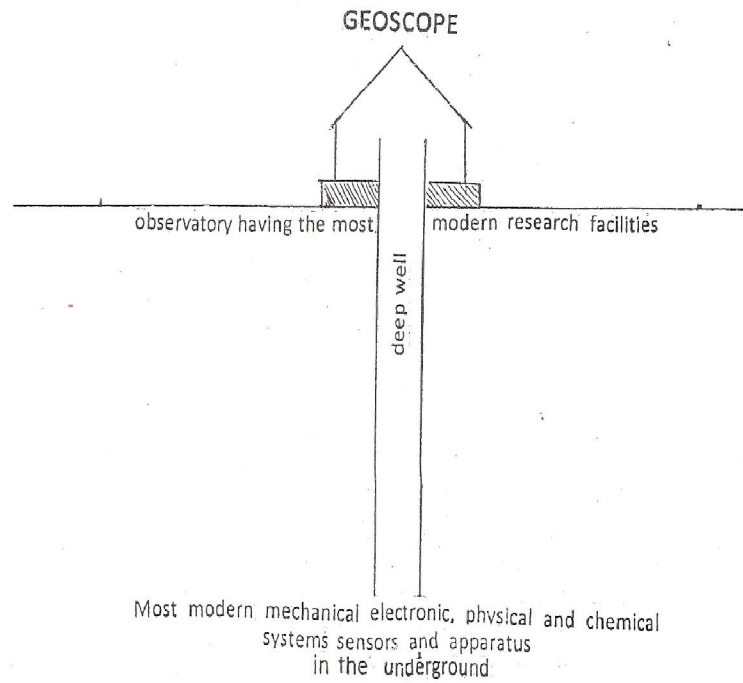 GEOSCOPE
observatory having the most modern research facilities
deep well
Most modern mechanical electronic, physical and chemical
systems sensors and apparatus
in the underground